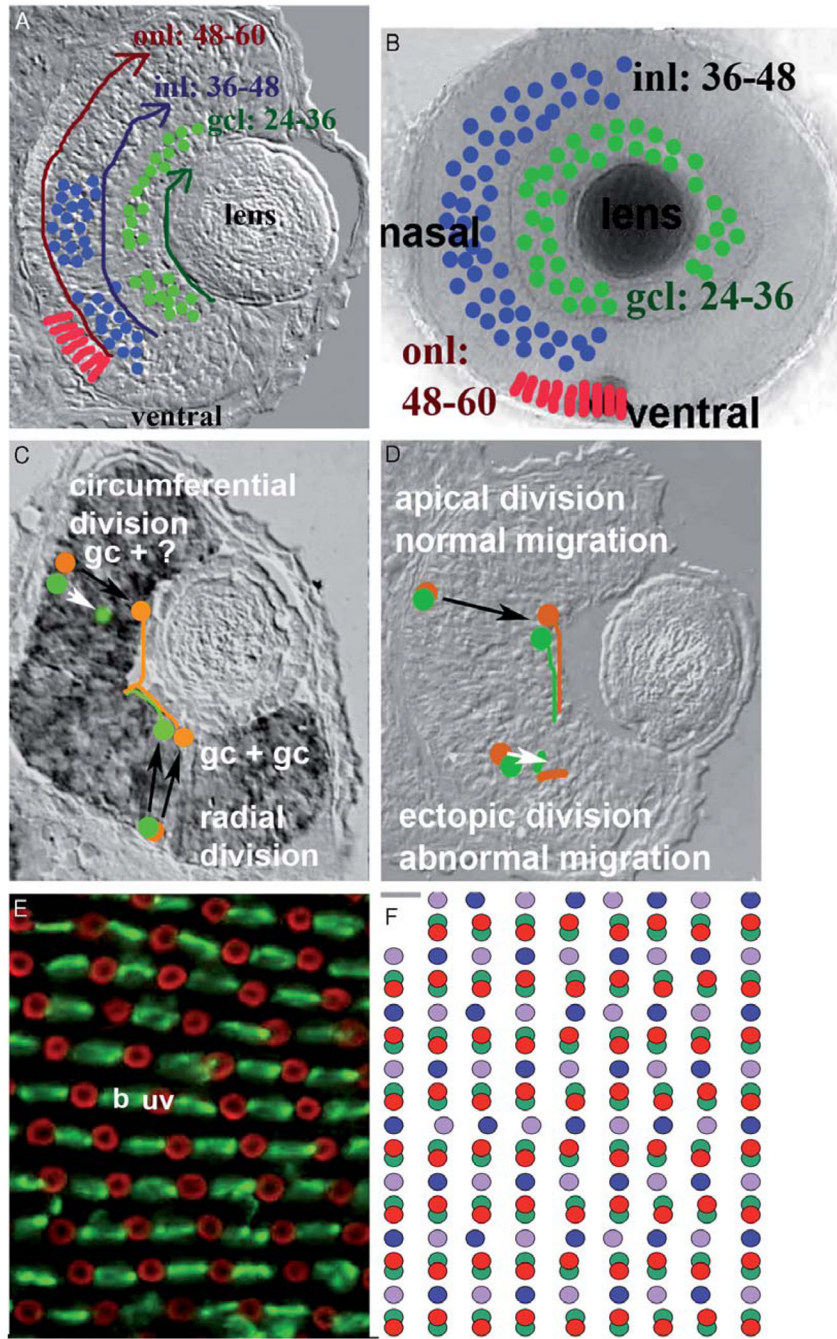 A
onl: 48-60
inl: 36-48
gcl: 24-36
lens
ventral
B
inl: 36-48
lens
nasal
gcl: 24-36
onl:
48-60
ventral
C
circumferential
division
gc + ?
gc + gc
radial
division
D
apical division
normal migration
ectopic division
abnormal migration
E
b uv
F